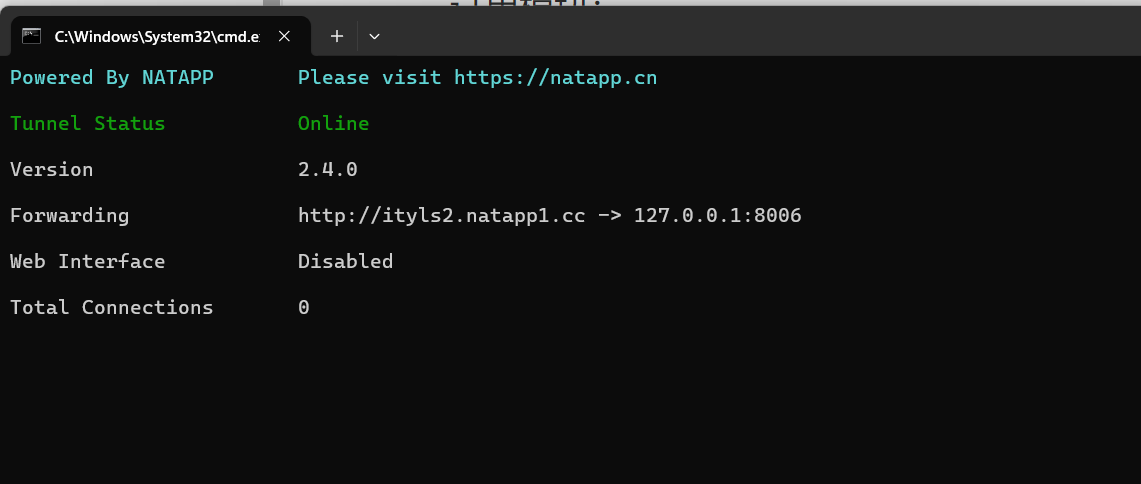 C:\Windows\System32\cmd.e
Powered By NATAPP Please visit https://natapp.cn
Tunnel Status Online
Version 2.4.0
Forwarding http://ityls2.natapp1.cc -> 127.0.0.1:8006
Web Interface Disabled
Total Connections 0